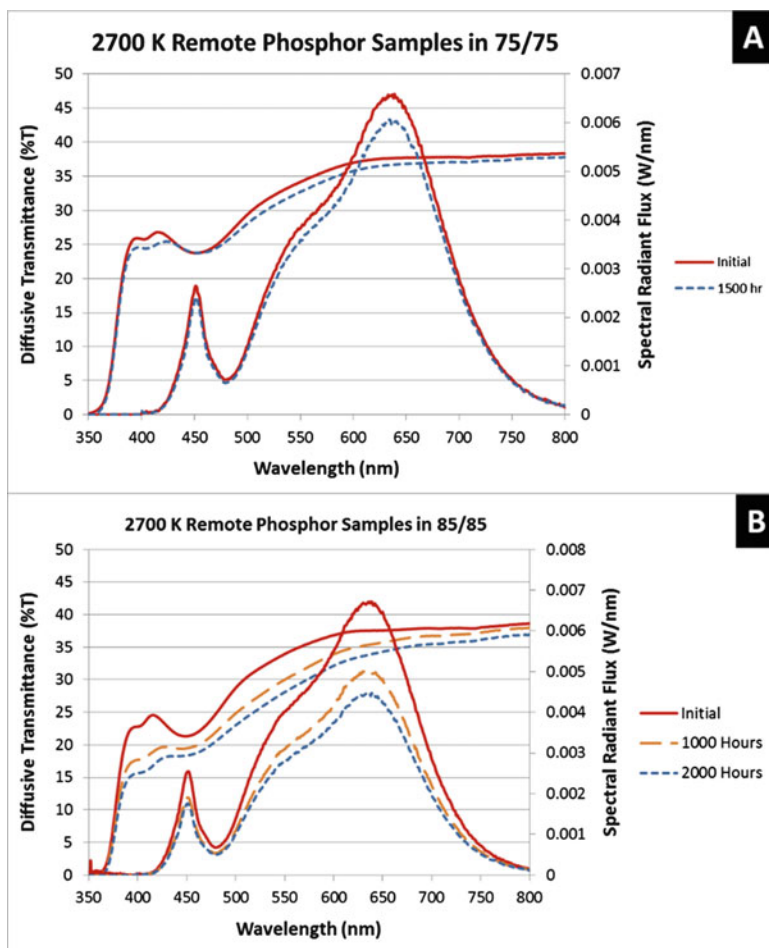 A
2700 K Remote Phosphor Samples in 75/75
Diffusive Transmittance (%T)
50
45
40
35
30
25
20
15
10
5
0
0.007
0.006
0.005
0.004
0.003
0.002
0.001
0
Spectral Radiant Flux (W/nm)
Initial
1500 hr
350 400 450 500 550 600 650 700 750 800
Wavelength (nm)
B
2700 K Remote Phosphor Samples in 85/85
Diffusive Transmittance (%T)
50
45
40
35
30
25
20
15
10
5
0
0.008
0.007
0.006
0.005
0.004
0.003
0.002
0.001
0
Spectral Radiant Flux (W/nm)
Initial
1000 Hours
2000 Hours
350 400 450 500 550 600 650 700 750 800
Wavelength (nm)